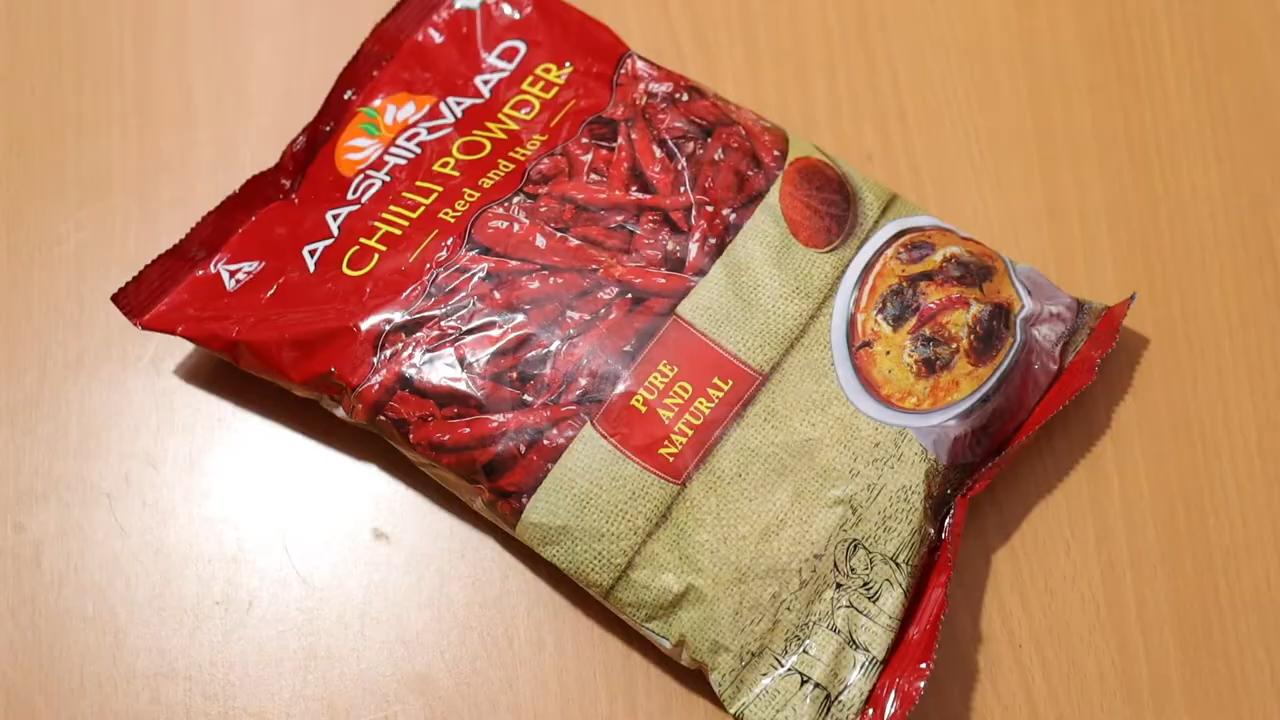 AASHIRVAAD
CHILLI POWDER
Red and Hot
PURE
AND
NATURAL